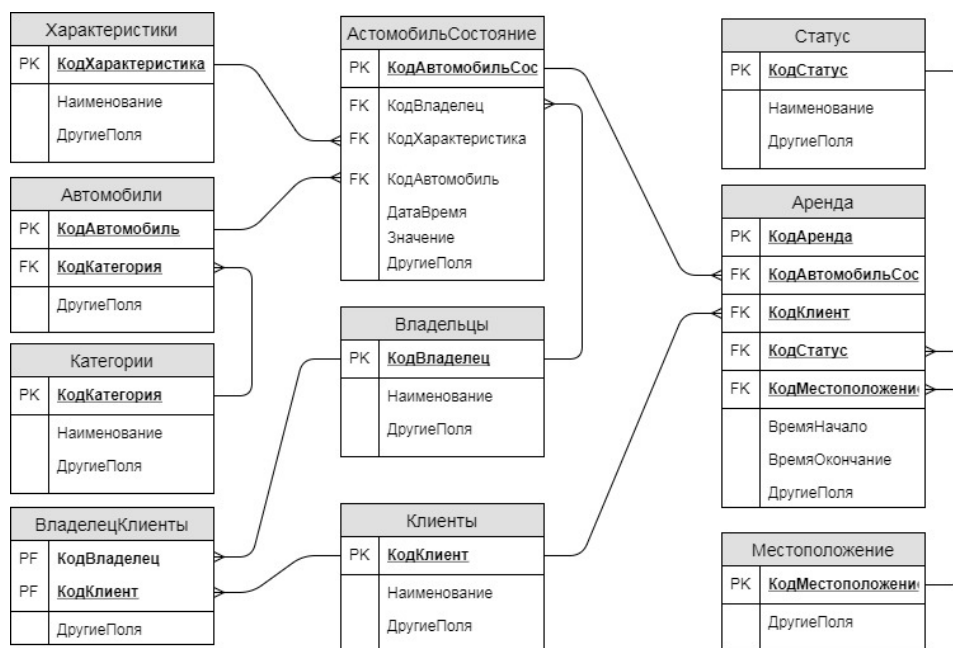 Характеристики
PK КодХарактеристика
Наименование
ДругиеПоля
Автомобили
PK КодАвтомобиль
FK КодКатегория
ДругиеПоля
Категории
PK КодКатегория
Наименование
ДругиеПоля
ВладелецКлиенты
PF КодВладелец
PF КодКлиент
ДругиеПоля
АстомобильСостояние
PK КодАвтомобильСос
FK КодВладелец
FK КодХарактеристика
FK КодАвтомобиль
ДатаВремя
Значение
ДругиеПоля
Владельцы
PK КодВладелец
Наименование
ДругиеПоля
Клиенты
PK КодКлиент
Наименование
ДругиеПоля
Статус
PK КодСтатус
Наименование
ДругиеПоля
Аренда
PK КодАренда
FK КодАвтомобильСос
FK КодКлиент
FK КодСтатус
FK КодМестоположени
ВремяНачало
ВремяОкончание
ДругиеПоля
Местоположение
PK КодМестоположени
ДругиеПоля